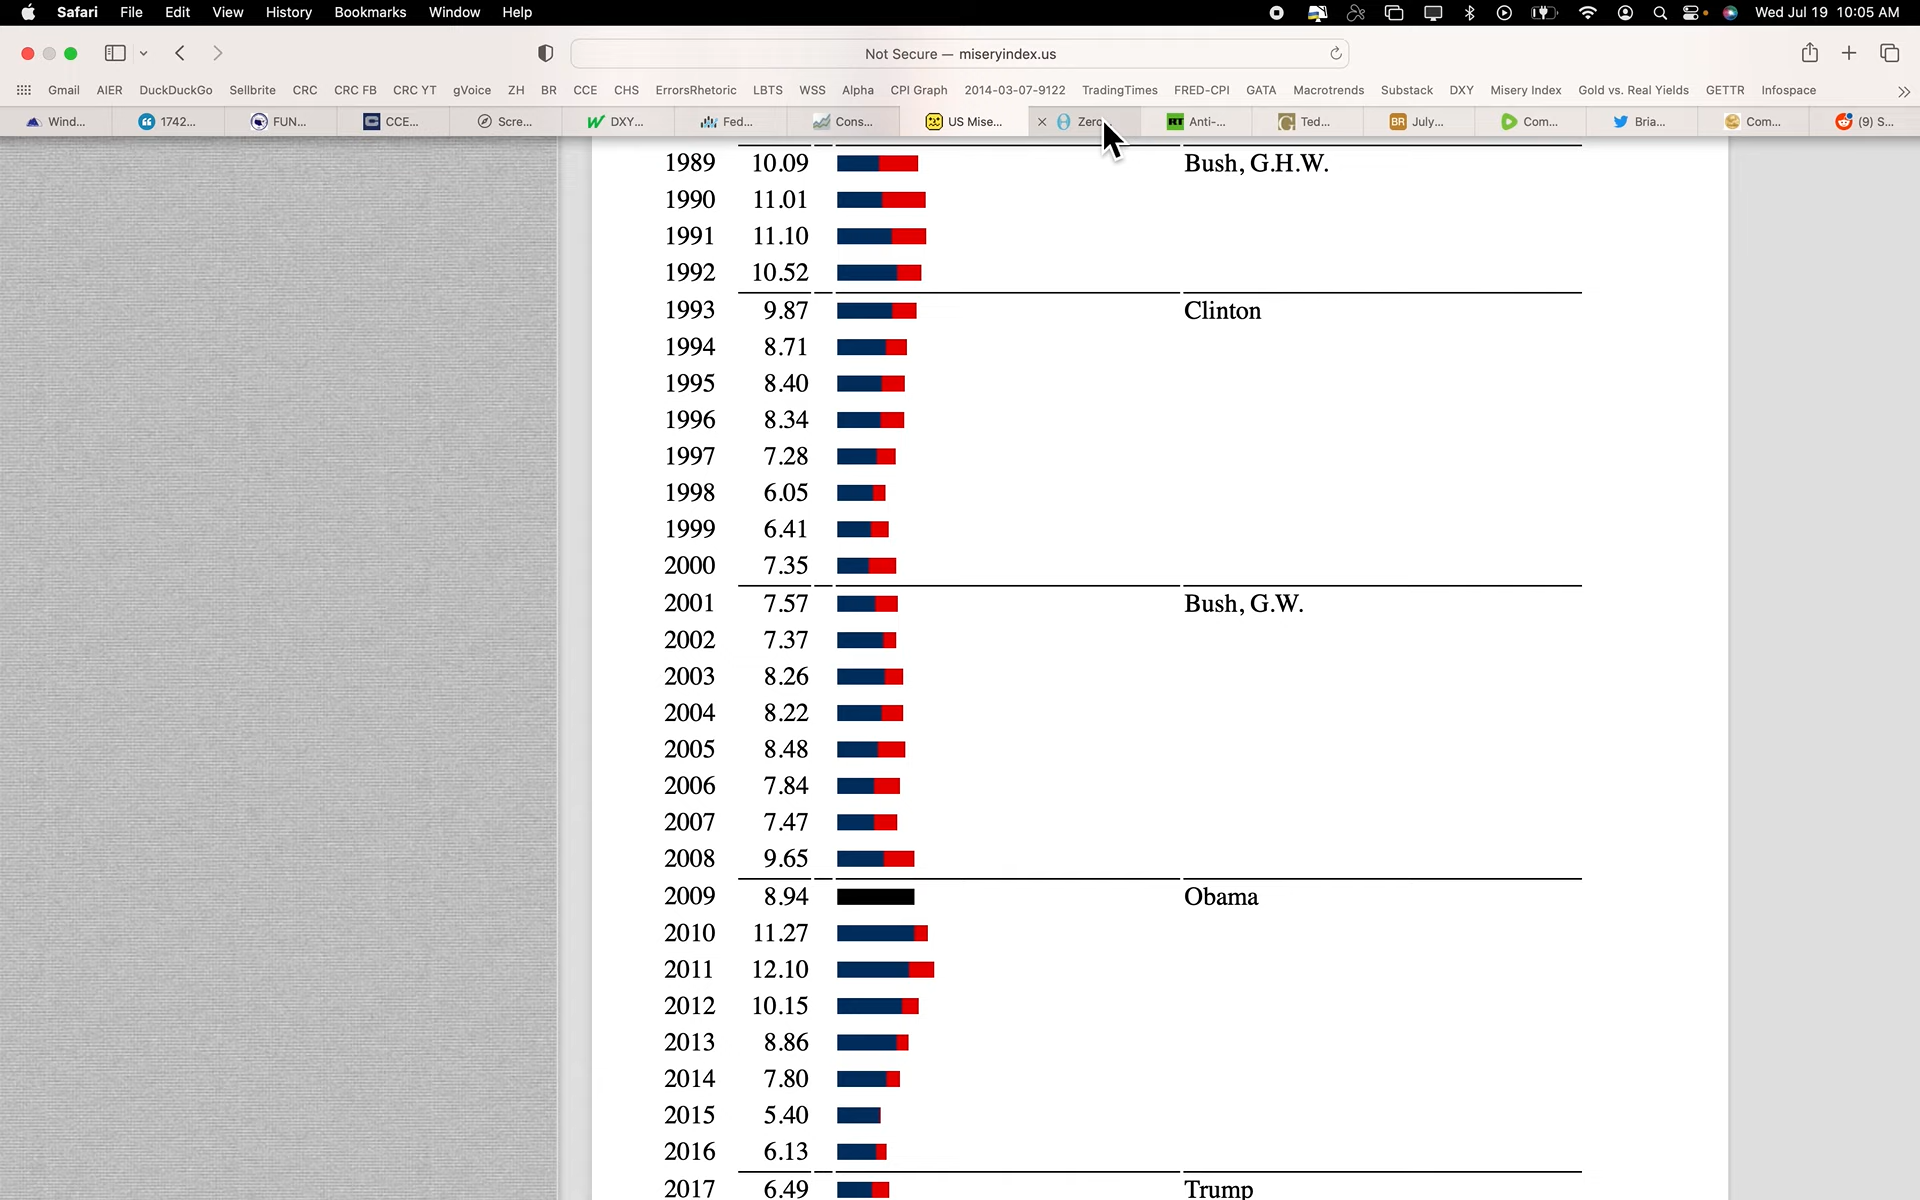 Safari File Edit View History Bookmarks Window Help Wed Jul 19 10:05 AM
Not Secure — miseryindex.us
Gmail AIER DuckDuckGo Sellbrite CRC CRC FB CRC YT gVoice ZH BR CCE CHS ErrorsRhetoric LBTS WSS Alpha CPI Graph 2014-03-07-9122 TradingTimes FRED-CPI GATA Macrotrends Substack DXY Misery Index Gold vs. Real Yields GETTR Infospace
Wind... 1742... FUN... CCE... Scre... DXY... Fed... Cons... US Mise... Zero RT Anti-... Ted... BR July... Com... Bria... Com... (9) S...
1989 10.09 Bush, G.H.W.
1990 11.01
1991 11.10
1992 10.52
1993 9.87 Clinton
1994 8.71
1995 8.40
1996 8.34
1997 7.28
1998 6.05
1999 6.41
2000 7.35
2001 7.57 Bush, G.W.
2002 7.37
2003 8.26
2004 8.22
2005 8.48
2006 7.84
2007 7.47
2008 9.65
2009 8.94 Obama
2010 11.27
2011 12.10
2012 10.15
2013 8.86
2014 7.80
2015 5.40
2016 6.13
2017 6.49 Trump